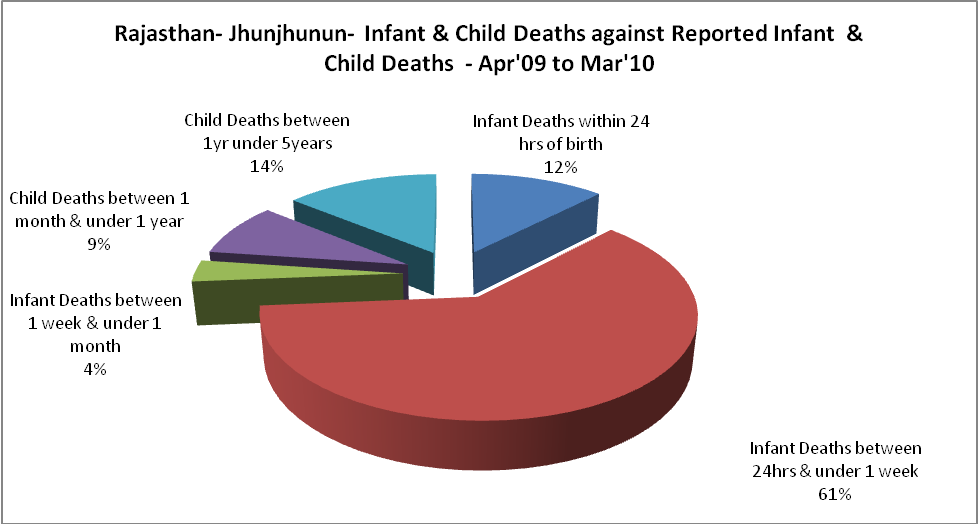 Rajasthan- Jhunjhunun-  Infant & Child Deaths against Reported Infant  &
Child Deaths  - Apr'09 to Mar'10
Infant Deaths within 24
hrs of birth
12%
Infant Deaths between
24hrs & under 1 week
61%
Infant Deaths between
1 week & under 1
month
4%
Child Deaths between 1
month & under 1 year
9%
Child Deaths between
1yr under 5years
14%